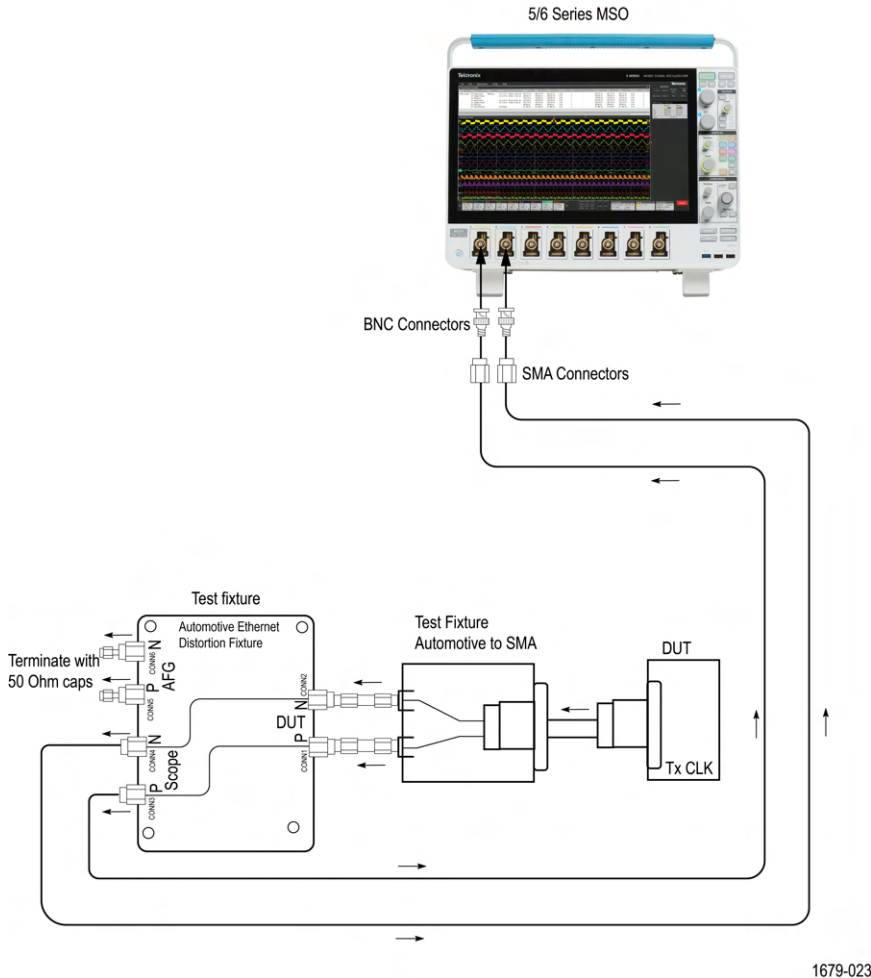 5/6 Series MSO
Tektronix
BNC Connectors
SMA Connectors
Test fixture
Automotive Ethernet
Distortion Fixture
Terminate with
50 Ohm caps
N
CONN6
AFG
P
CONN5
N
CONN4
Scope
P
CONN3
CONN2
N
DUT
P
CONN1
Test Fixture
Automotive to SMA
DUT
Tx CLK
1679-023